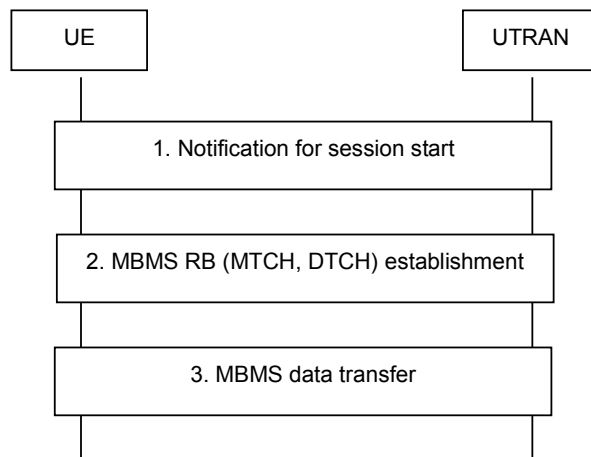 UE
UTRAN
1. Notification for session start
2. MBMS RB (MTCH, DTCH) establishment
3. MBMS data transfer